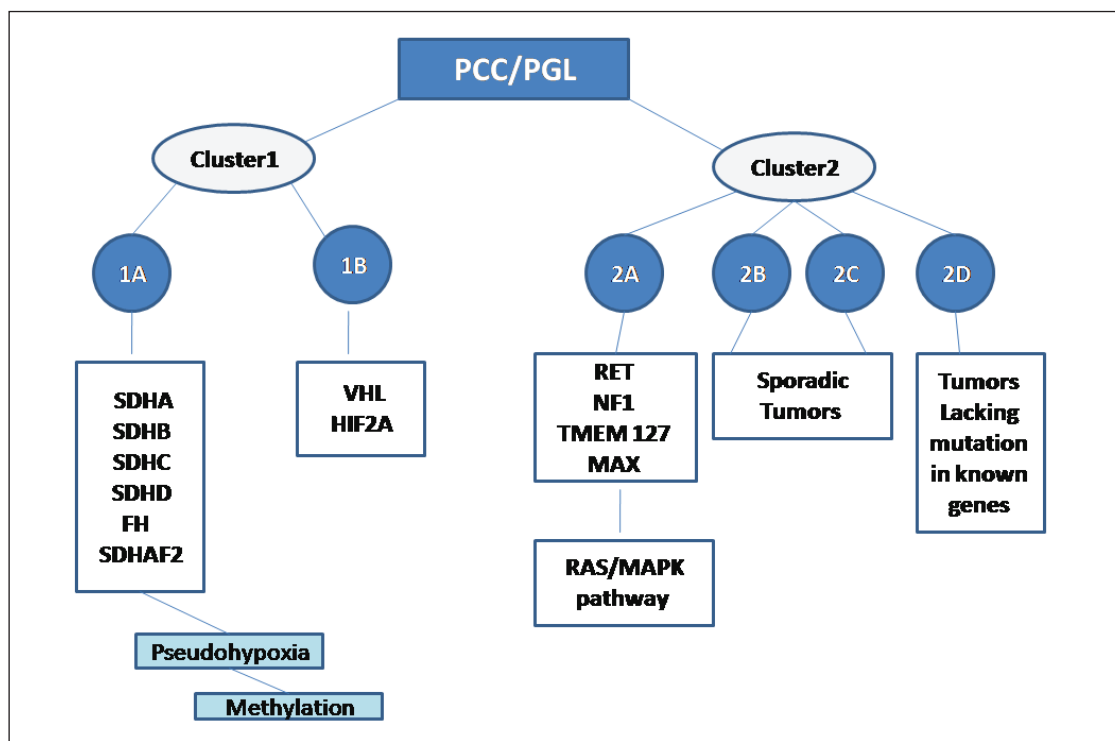 PCC/PGL
Cluster1
Cluster2
1A
1B
2A
2B
2C
2D
SDHA
SDHB
SDHC
SDHD
FH
SDHAF2
VHL
HIF2A
RET
NF1
TMEM 127
MAX
Sporadic
Tumors
Tumors
Lacking
mutation
in known
genes
RAS/MAPK
pathway
Pseudohypoxia
Methylation